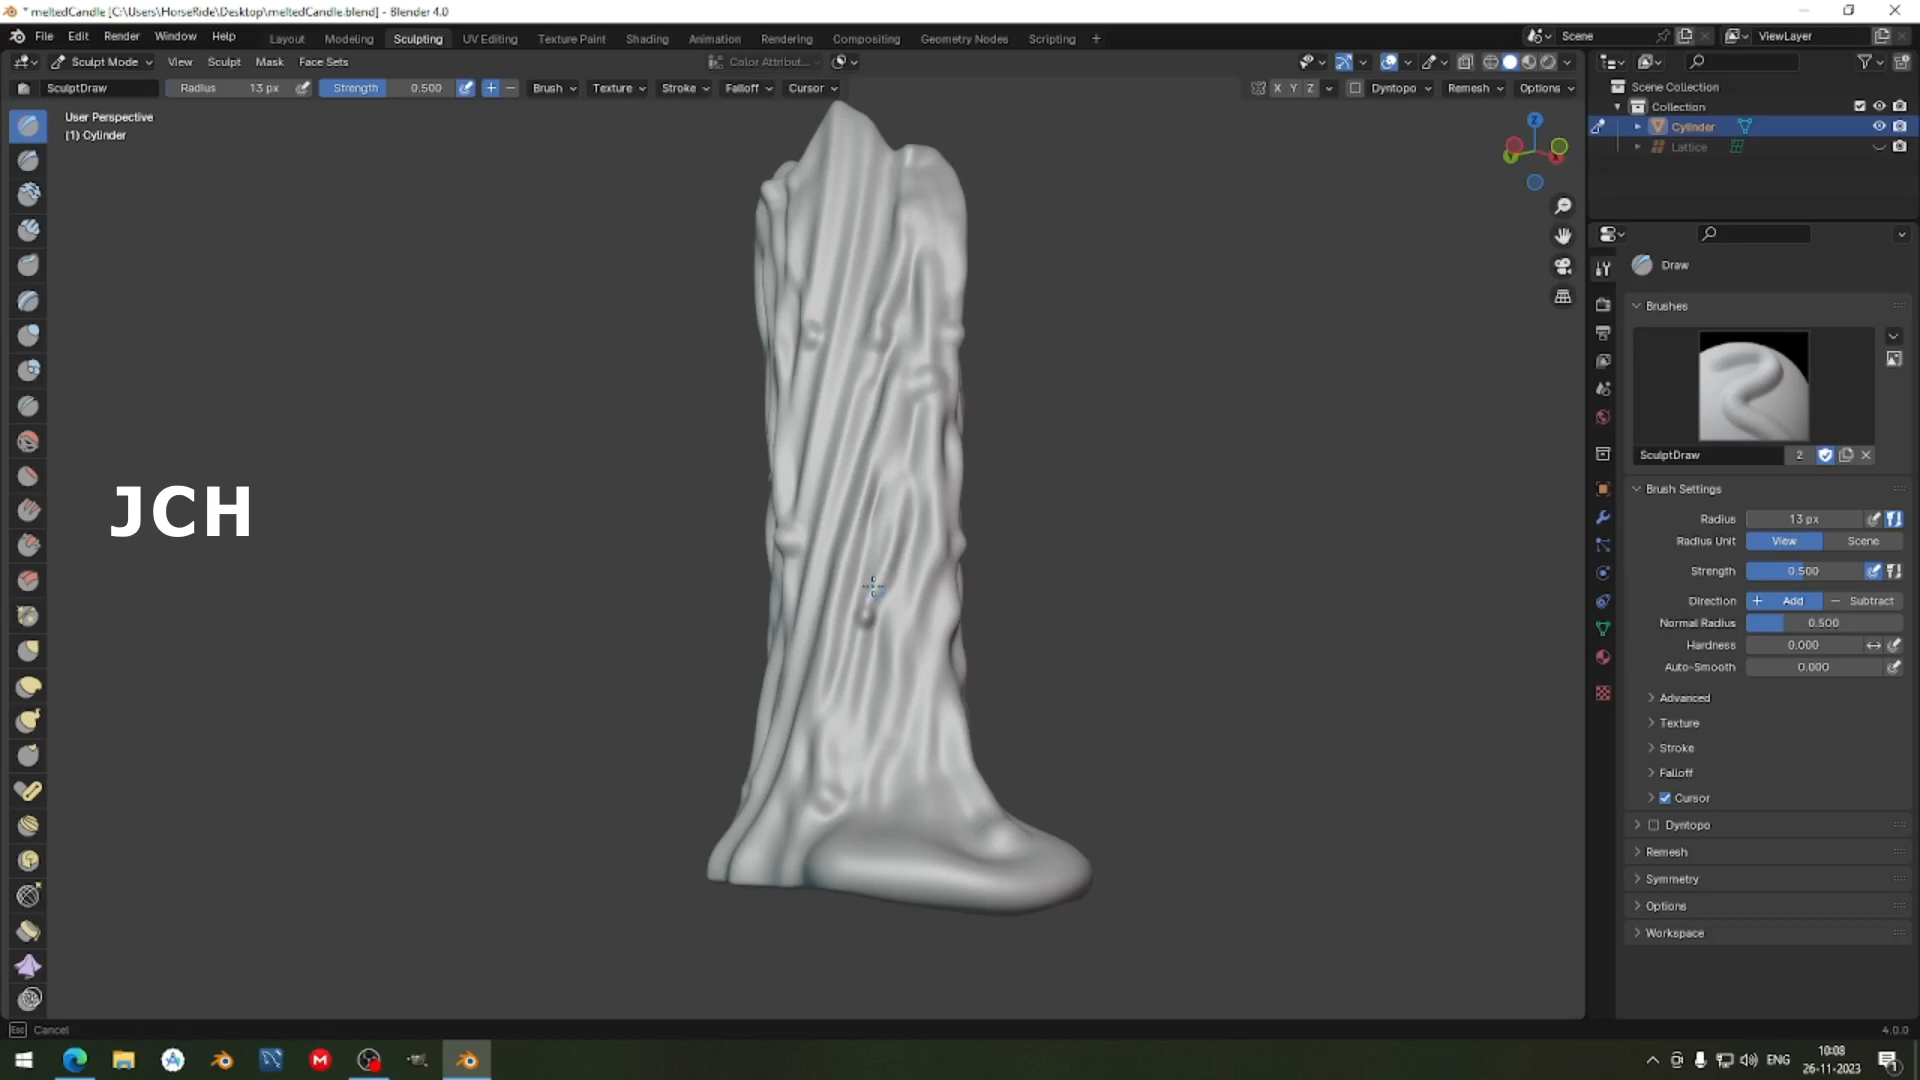 * meltedCandle [C:\Users\HorseRide\Desktop\meltedCandle.blend] - Blender 4.0
File Edit Render Window Help
Layout Modeling Sculpting UV Editing Texture Paint Shading Animation Rendering Compositing Geometry Nodes Scripting +
Scene
ViewLayer
Sculpt Mode View Sculpt Mask Face Sets
Color Attribut...
SculptDraw Radius 13 px Strength 0.500 Brush Texture Stroke Falloff Cursor
X Y Z Dyntopo Remesh Options
User Perspective
(1) Cylinder
Z
JCH
Scene Collection
Collection
Cylinder
Lattice
Draw
Brushes
SculptDraw 2
Brush Settings
Radius 13 px
Radius Unit View Scene
Strength 0.500
Direction + Add − Subtract
Normal Radius 0.500
Hardness 0.000
Auto-Smooth 0.000
Advanced
Texture
Stroke
Falloff
Cursor
Dyntopo
Remesh
Symmetry
Options
Workspace
Esc Cancel
4.0.0
ENG
10:08
26-11-2023
1